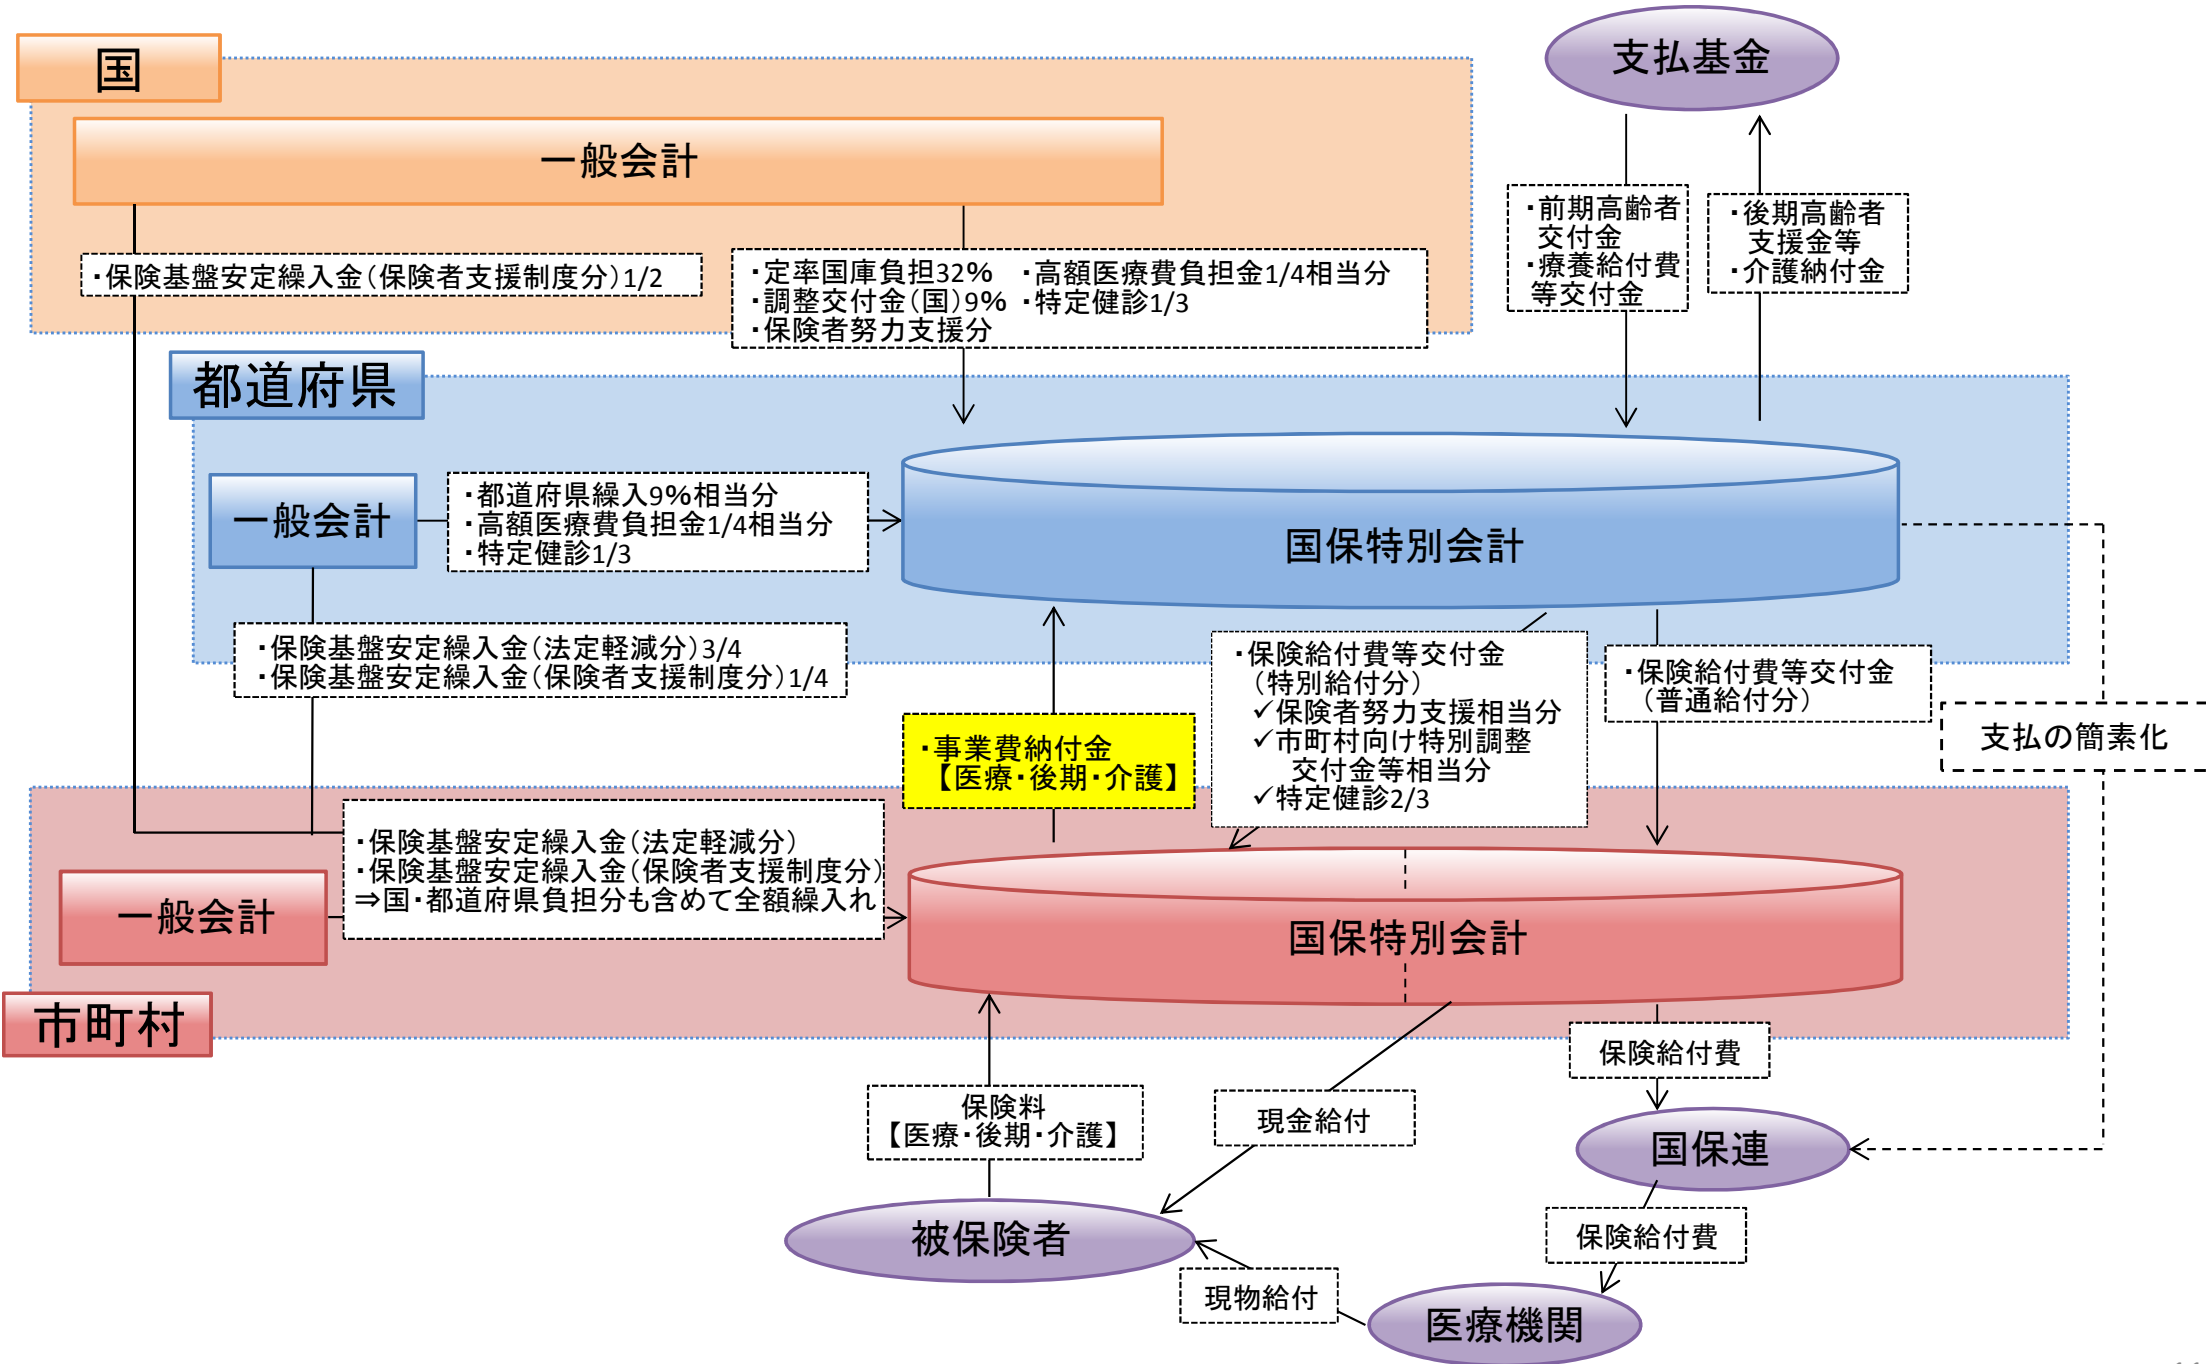 国
支払基金
一般会計
・前期高齢者
交付金
・療養給付費
等交付金
・後期高齢者
支援金等
・介護納付金
・保険基盤安定繰入金(保険者支援制度分)1/2
・定率国庫負担32% ・高額医療費負担金1/4相当分
・調整交付金(国)9% ・特定健診1/3
・保険者努力支援分
都道府県
一般会計
・都道府県繰入9%相当分
・高額医療費負担金1/4相当分
・特定健診1/3
国保特別会計
・保険基盤安定繰入金(法定軽減分)3/4
・保険基盤安定繰入金(保険者支援制度分)1/4
・保険給付費等交付金
(特別給付分)
✓保険者努力支援相当分
✓市町村向け特別調整
交付金等相当分
✓特定健診2/3
・保険給付費等交付金
(普通給付分)
・事業費納付金
【医療・後期・介護】
支払の簡素化
・保険基盤安定繰入金(法定軽減分)
・保険基盤安定繰入金(保険者支援制度分)
⇒国・都道府県負担分も含めて全額繰入れ
一般会計
国保特別会計
市町村
保険給付費
保険料
【医療・後期・介護】
現金給付
国保連
被保険者
保険給付費
現物給付
医療機関